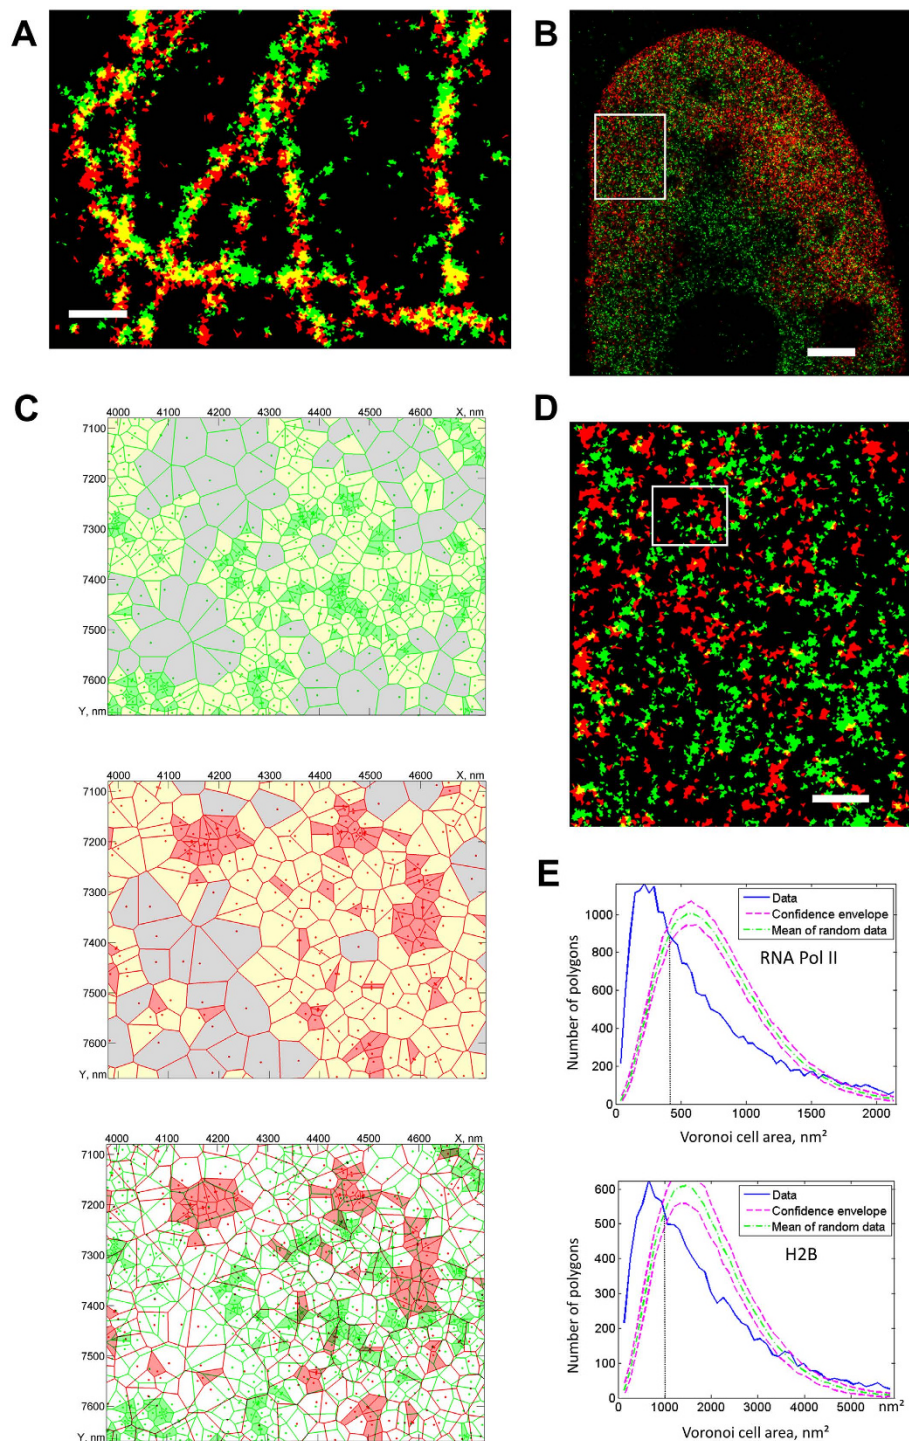 A
B
C
4000 4100 4200 4300 4400 4500 4600 X, nm
7100
7200
7300
7400
7500
7600
Y, nm
4000 4100 4200 4300 4400 4500 4600 X, nm
7100
7200
7300
7400
7500
7600
Y, nm
4000 4100 4200 4300 4400 4500 4600 X, nm
7100
7200
7300
7400
7500
7600
Y, nm
D
E
Data
Confidence envelope
Mean of random data
RNA Pol II
Number of polygons
1000
800
600
400
200
0
0 500 1000 1500 2000
Voronoi cell area, nm²
Data
Confidence envelope
Mean of random data
H2B
Number of polygons
600
500
400
300
200
100
0
0 1000 2000 3000 4000 5000 nm²
Voronoi cell area, nm²